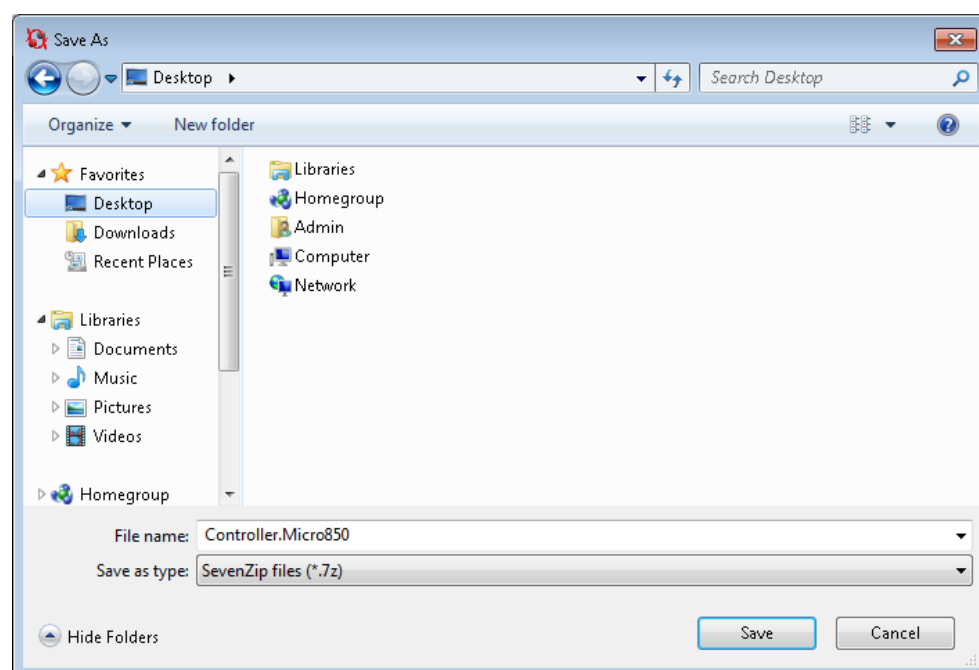 Save As
Desktop
Search Desktop
Organize
New folder
Favorites
Desktop
Downloads
Recent Places
Libraries
Documents
Music
Pictures
Videos
Homegroup
Libraries
Homegroup
Admin
Computer
Network
File name: Controller.Micro850
Save as type: SevenZip files (*.7z)
Hide Folders
Save
Cancel